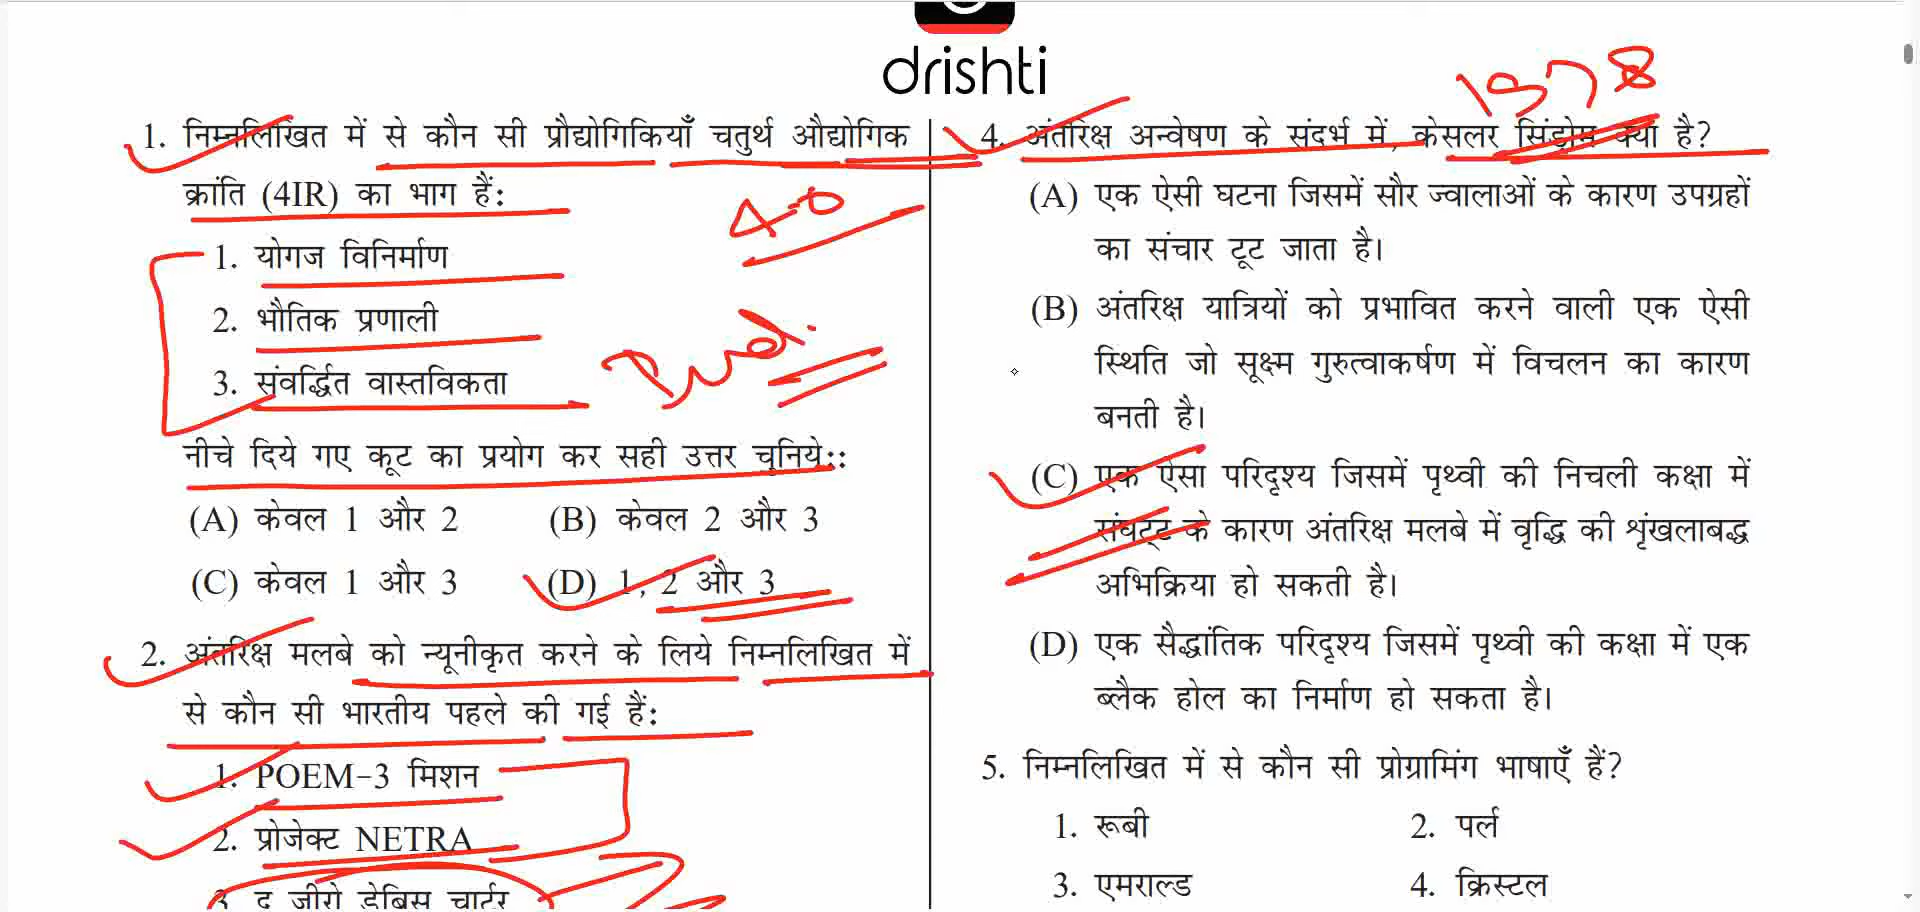 drishti
1. निम्नलिखित में से कौन सी प्रौद्योगिकियाँ चतुर्थ औद्योगिक
क्रांति (4IR) का भाग हैं:
4.0
1. योगज विनिर्माण
2. भौतिक प्रणाली
3. संवर्द्धित वास्तविकता
नीचे दिये गए कूट का प्रयोग कर सही उत्तर चुनिये::
(A) केवल 1 और 2 (B) केवल 2 और 3
(C) केवल 1 और 3 (D) 1, 2 और 3
2. अंतरिक्ष मलबे को न्यूनीकृत करने के लिये निम्नलिखित में
से कौन सी भारतीय पहले की गई हैं:
1. POEM-3 मिशन
2. प्रोजेक्ट NETRA
3. द जीरो डेब्रिस चार्टर
1978
4. अंतरिक्ष अन्वेषण के संदर्भ में, केसलर सिंड्रोम क्या है?
(A) एक ऐसी घटना जिसमें सौर ज्वालाओं के कारण उपग्रहों
का संचार टूट जाता है।
(B) अंतरिक्ष यात्रियों को प्रभावित करने वाली एक ऐसी
स्थिति जो सूक्ष्म गुरुत्वाकर्षण में विचलन का कारण
बनती है।
(C) एक ऐसा परिदृश्य जिसमें पृथ्वी की निचली कक्षा में
संघट्ट के कारण अंतरिक्ष मलबे में वृद्धि की शृंखलाबद्ध
अभिक्रिया हो सकती है।
(D) एक सैद्धांतिक परिदृश्य जिसमें पृथ्वी की कक्षा में एक
ब्लैक होल का निर्माण हो सकता है।
5. निम्नलिखित में से कौन सी प्रोग्रामिंग भाषाएँ हैं?
1. रूबी 2. पर्ल
3. एमराल्ड 4. क्रिस्टल